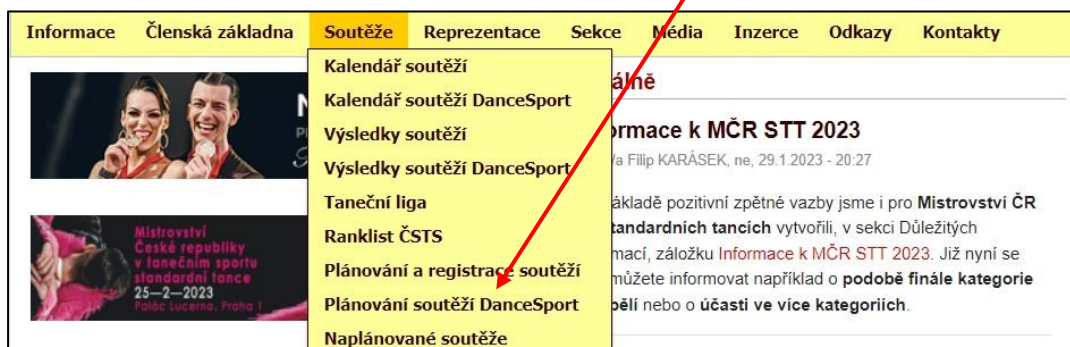 Informace Členská základna Soutěže Reprezentace Sekce Média Inzerce Odkazy Kontakty
Kalendář soutěží
Kalendář soutěží DanceSport
Výsledky soutěží
Výsledky soutěží DanceSport
Taneční liga
Ranklist ČSTS
Plánování a registrace soutěží
Plánování soutěží DanceSport
Naplánované soutěže
Mistrovství
České republiky
v tanečním sportu
standardní tance
25–2–2023
Palác Lucerna, Praha 1
álně
ormace k MČR STT 2023
/a Filip KARÁSEK, ne, 29.1.2023 - 20:27
ákladě pozitivní zpětné vazby jsme i pro Mistrovství ČR
tandardních tancích vytvořili, v sekci Důležitých
mací, záložku Informace k MČR STT 2023. Již nyní se
můžete informovat například o podobě finále kategorie
pělí nebo o účasti ve více kategoriích.